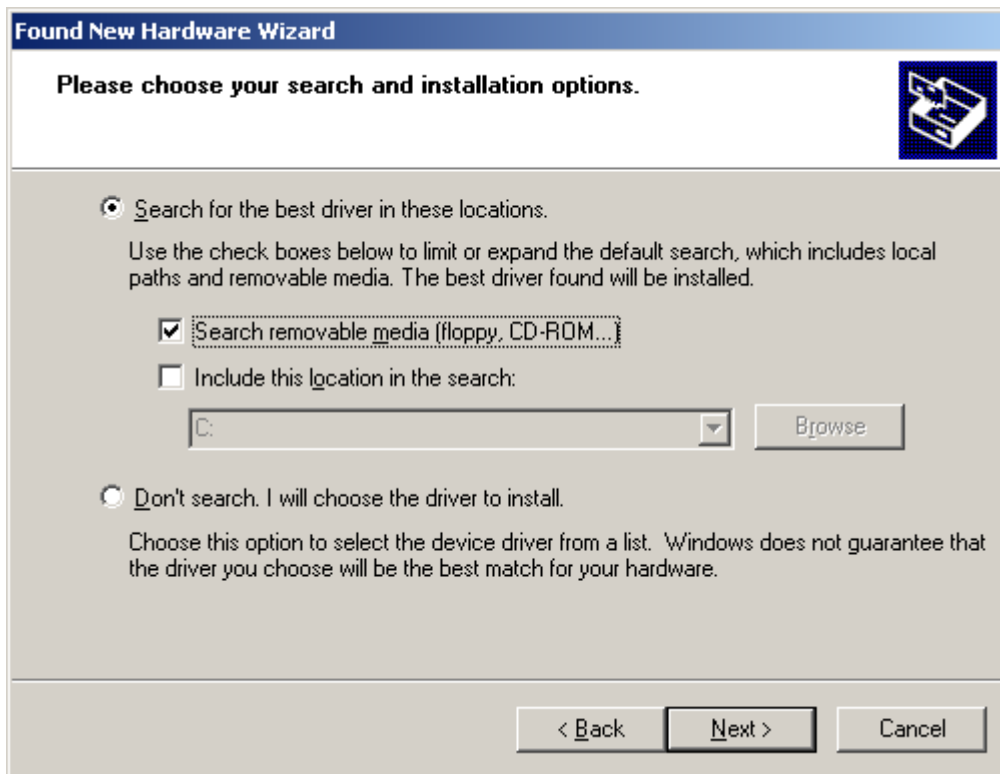 Found New Hardware Wizard
Please choose your search and installation options.
Search for the best driver in these locations.
Use the check boxes below to limit or expand the default search, which includes local
paths and removable media. The best driver found will be installed.
Search removable media (floppy, CD-ROM...)
Include this location in the search:
C:
Browse
Don't search. I will choose the driver to install.
Choose this option to select the device driver from a list.  Windows does not guarantee that
the driver you choose will be the best match for your hardware.
< Back
Next >
Cancel